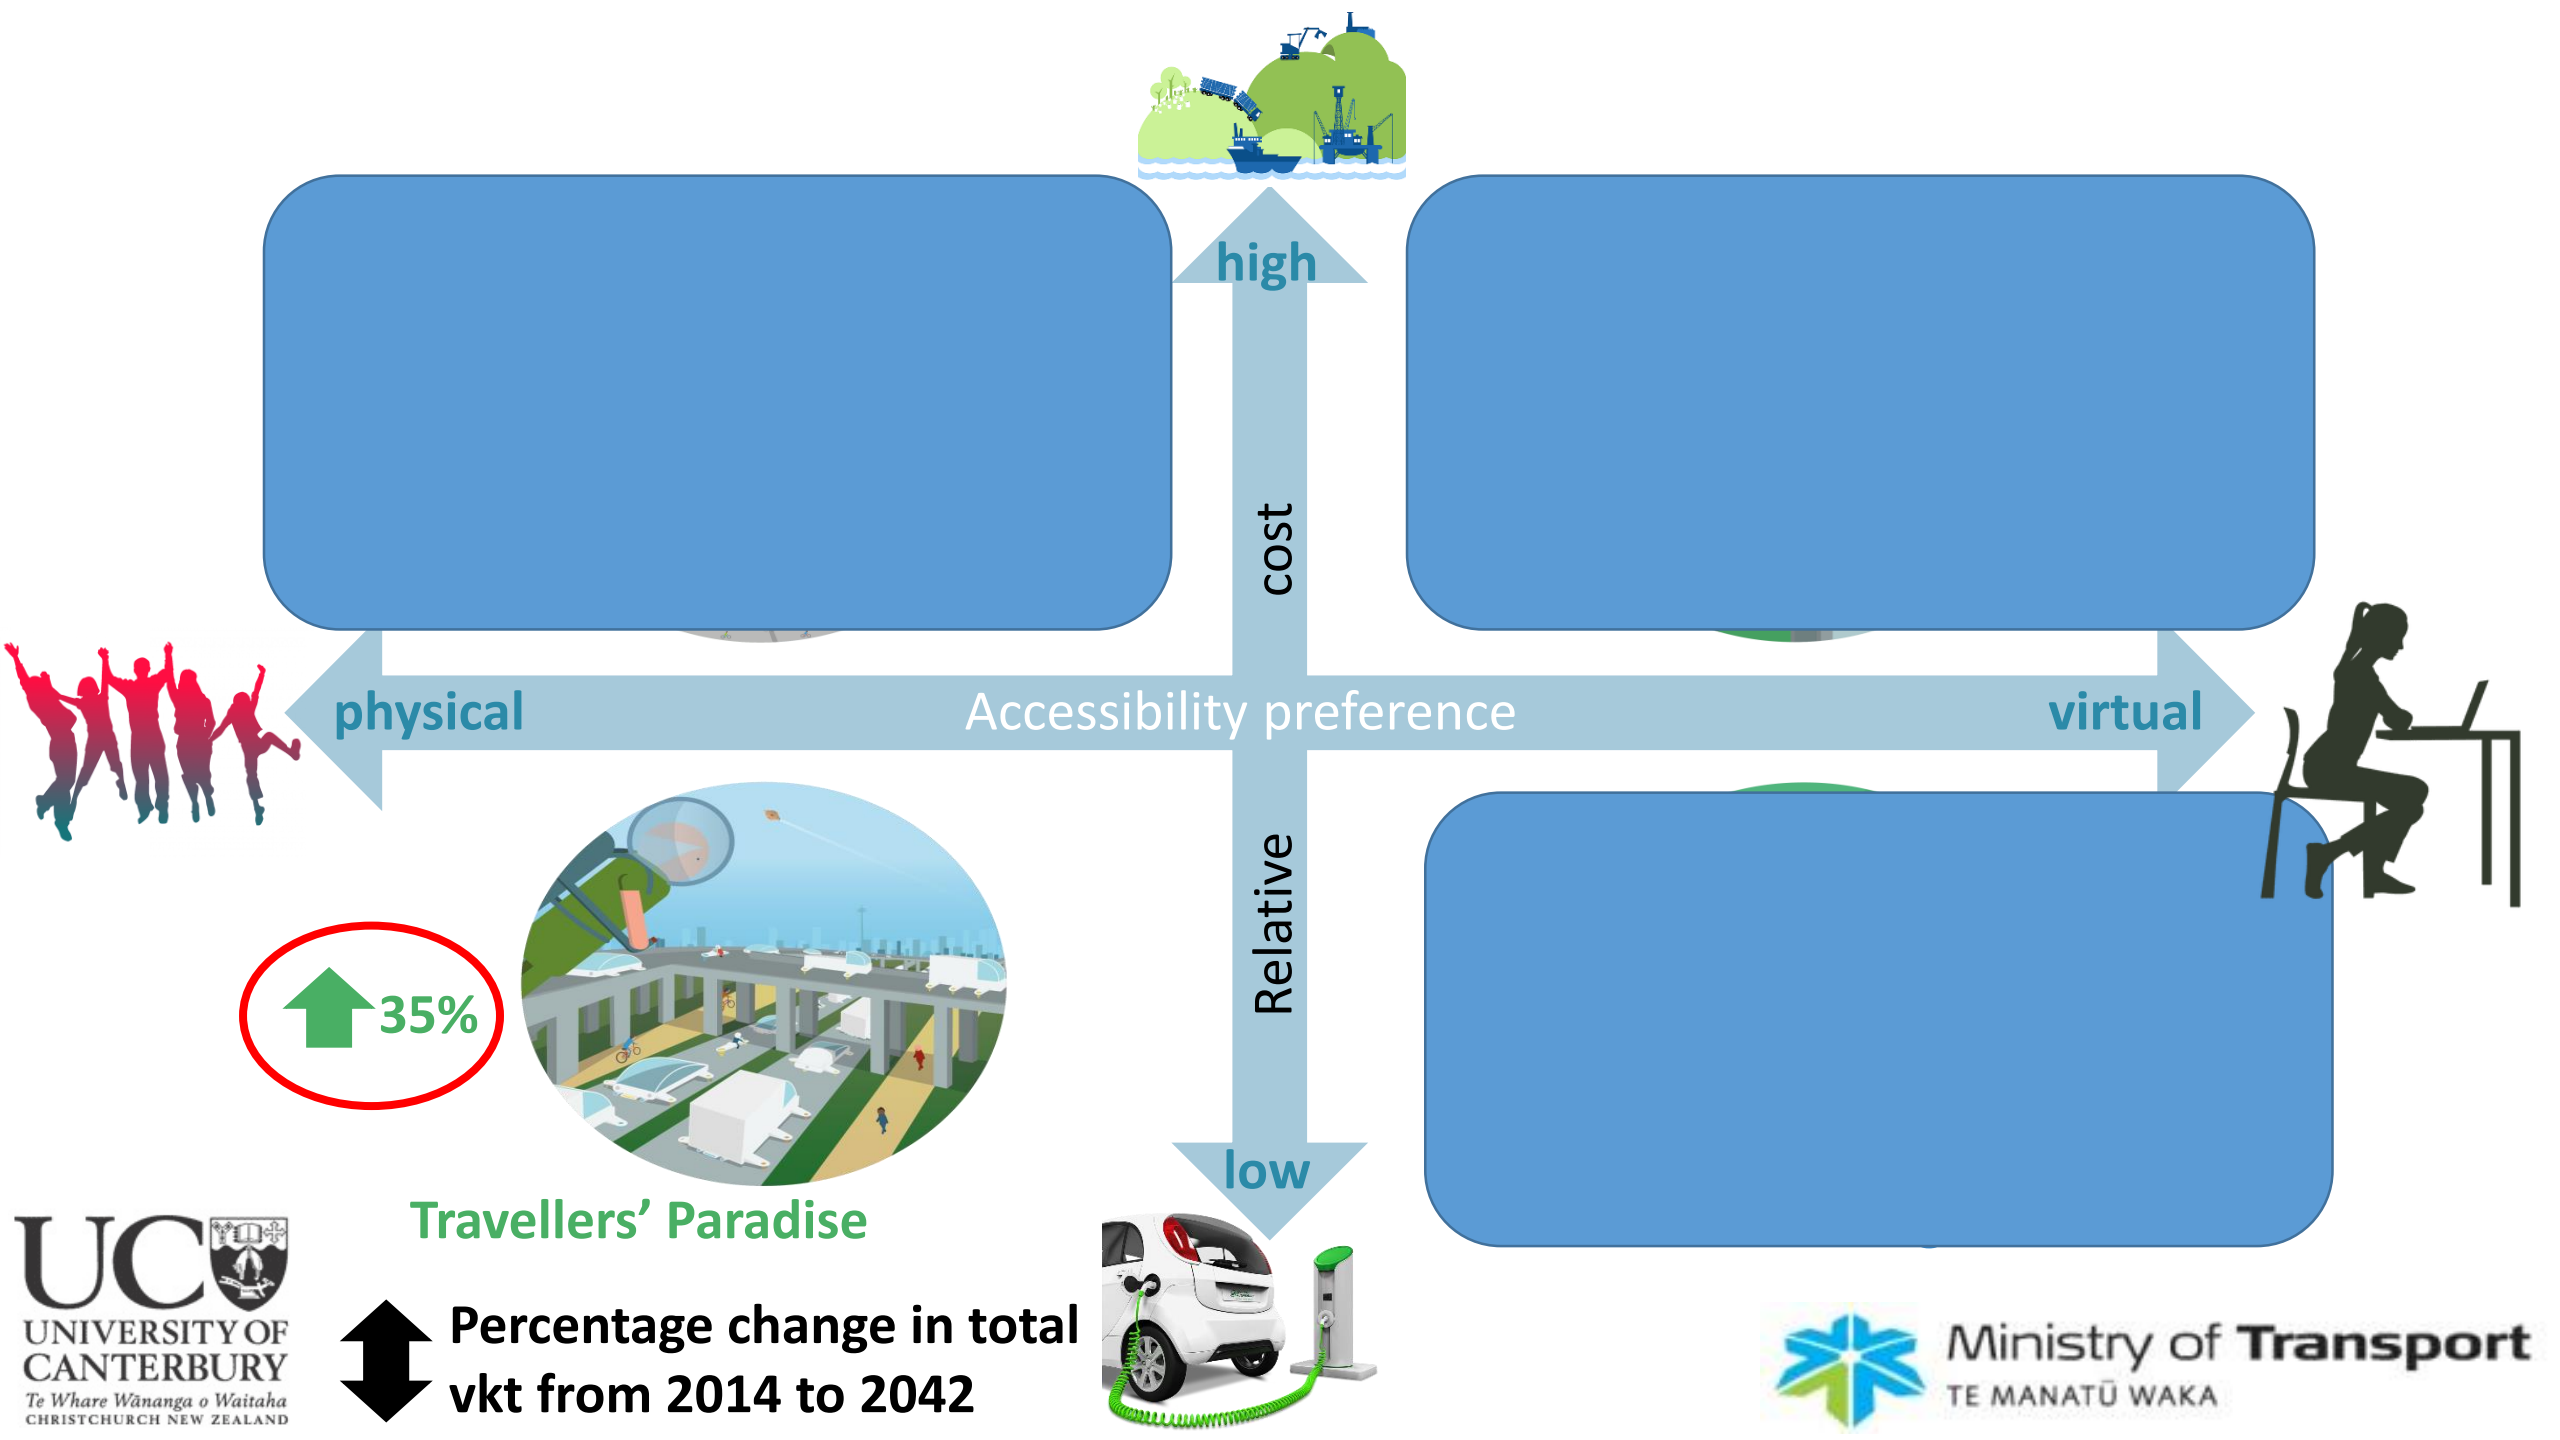 high
cost
physical
Accessibility preference
virtual
Relative
35%
low
Travellers’ Paradise
Percentage change in total
vkt from 2014 to 2042
UC
UNIVERSITY OF
CANTERBURY
Te Whare Wānanga o Waitaha
CHRISTCHURCH NEW ZEALAND
Ministry of Transport
TE MANATŪ WAKA